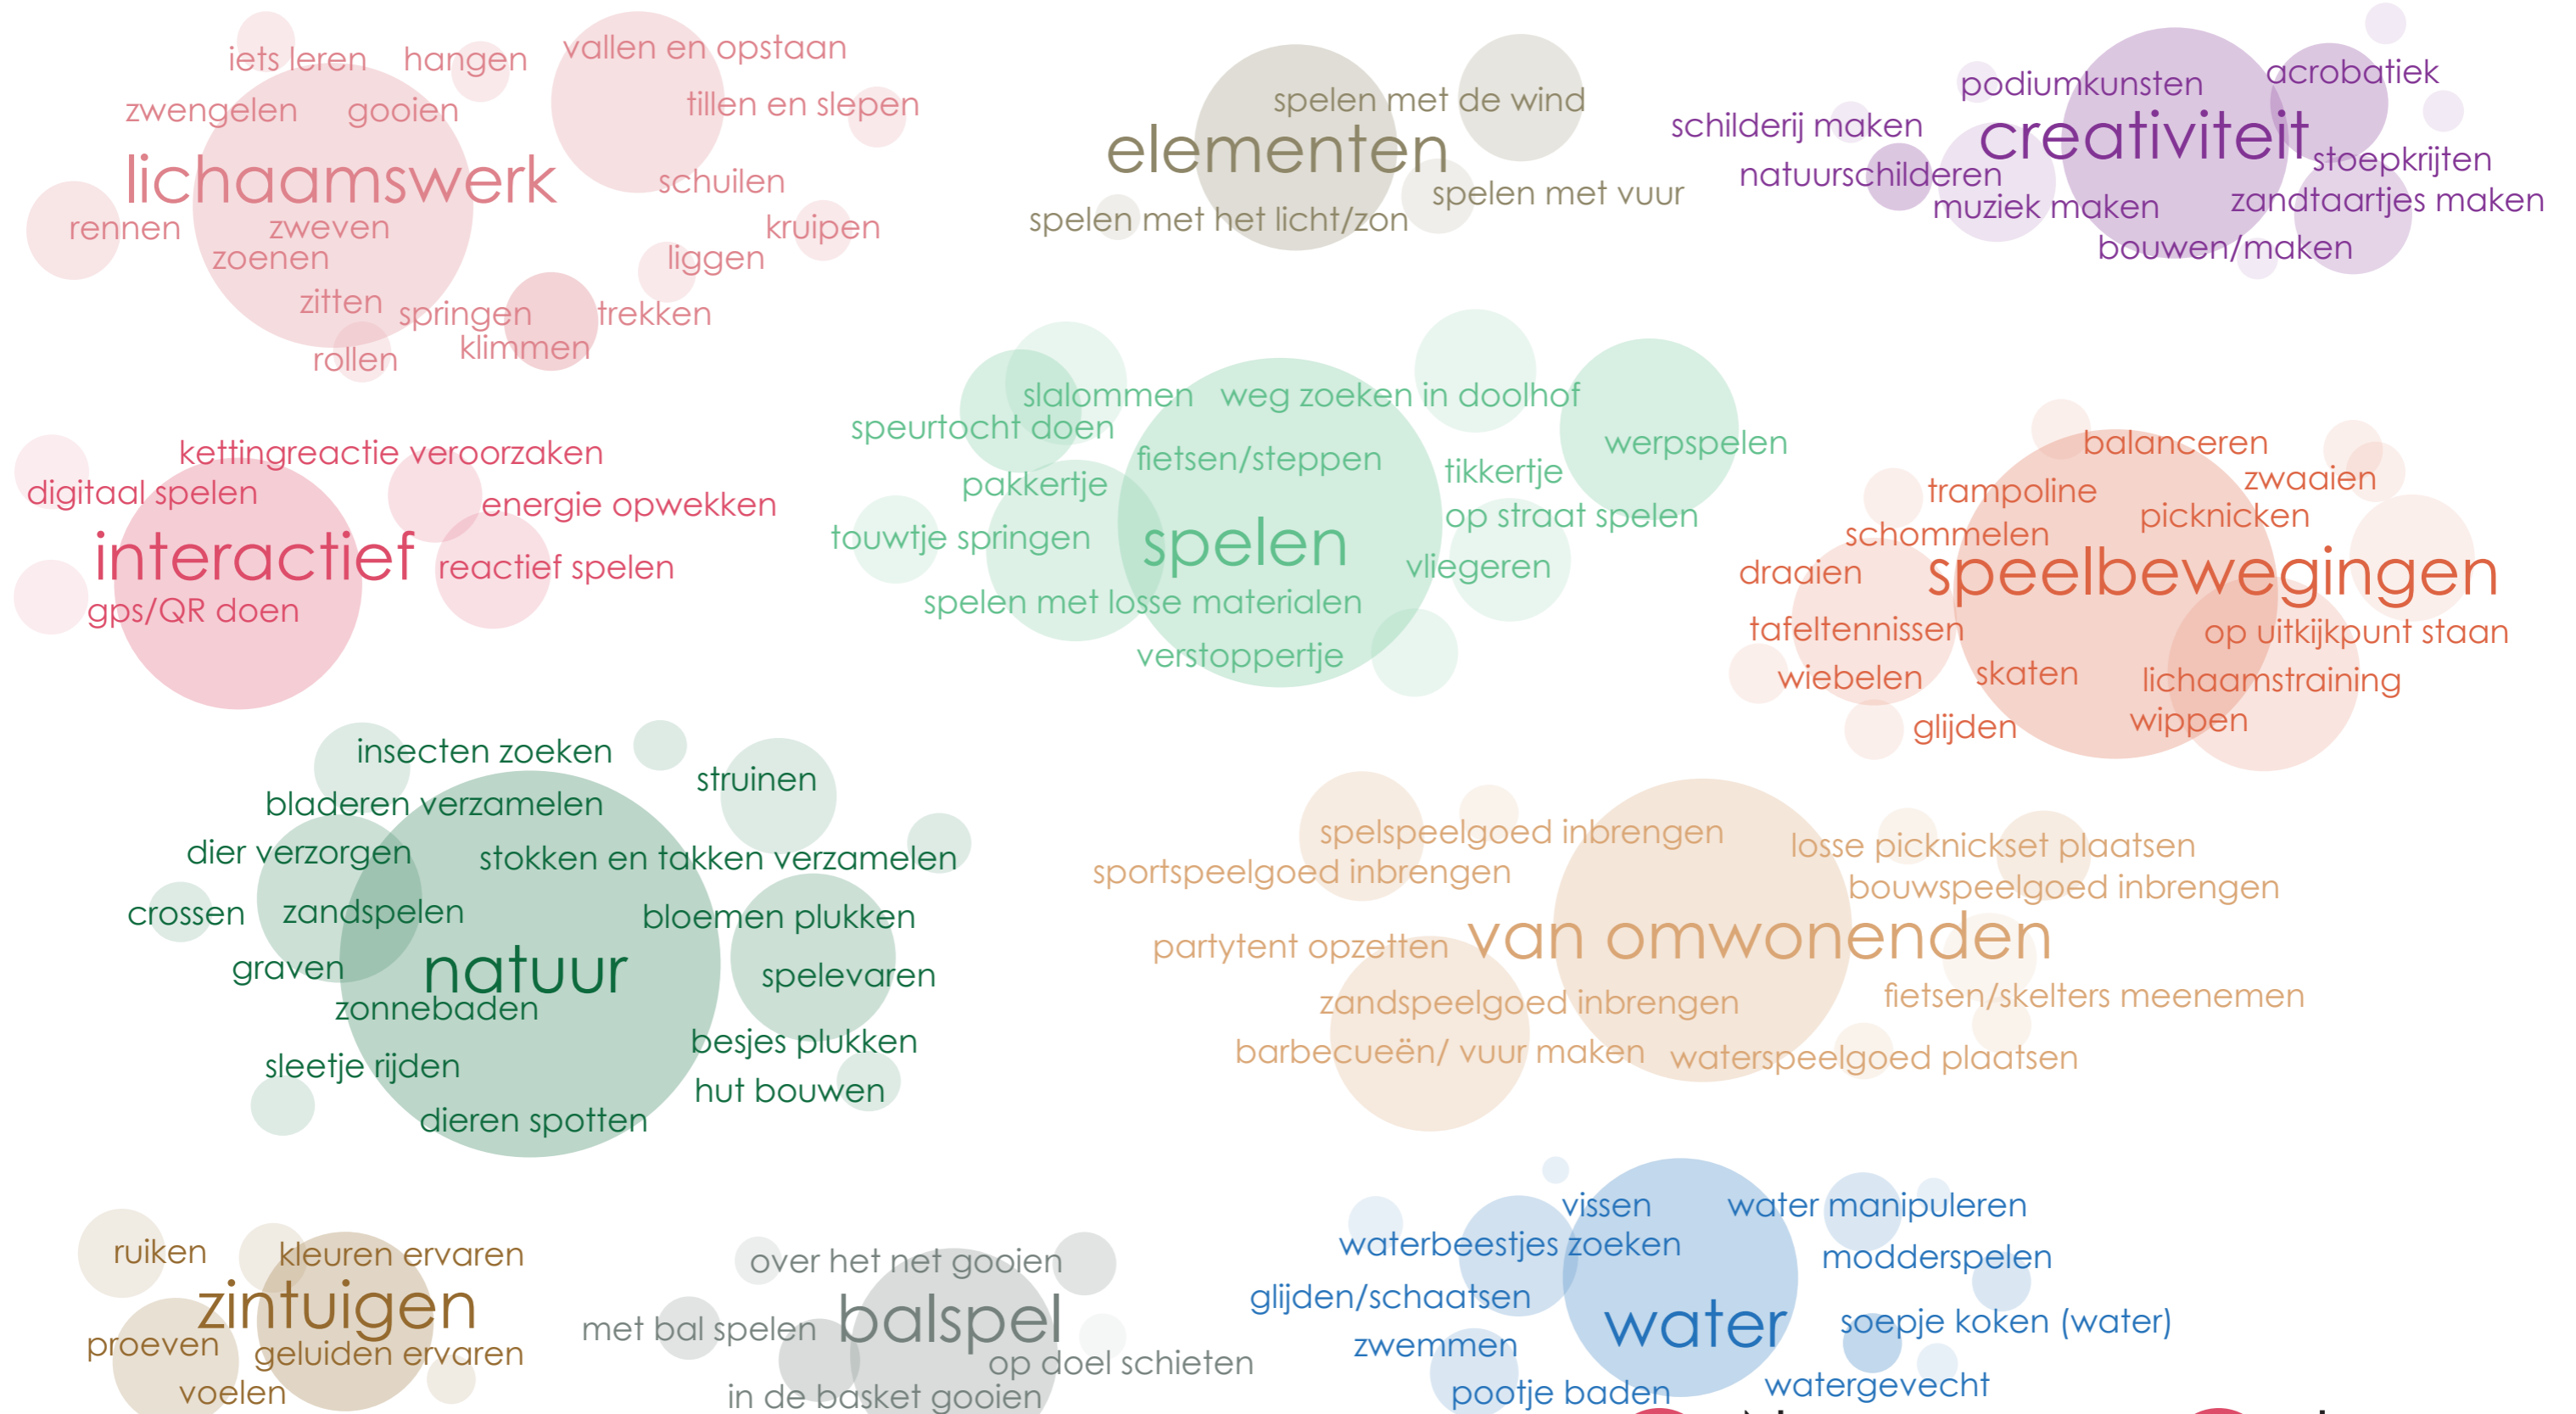 iets leren
hangen
vallen en opstaan
zwengelen
gooien
tillen en slepen
lichaamswerk
schuilen
rennen
zweven
kruipen
zoenen
liggen
zitten
springen
trekken
rollen
klimmen
spelen met de wind
elementen
spelen met vuur
spelen met het licht/zon
podiumkunsten
acrobatiek
schilderij maken
creativiteit
stoepkrijten
natuurschilderen
muziek maken
zandtaartjes maken
bouwen/maken
kettingreactie veroorzaken
digitaal spelen
energie opwekken
interactief
reactief spelen
gps/QR doen
slalommen
weg zoeken in doolhof
speurtocht doen
werpspelen
fietsen/steppen
tikkertje
pakkertje
op straat spelen
touwtje springen
spelen
vliegeren
spelen met losse materialen
verstoppertje
balanceren
zwaaien
trampoline
picknicken
schommelen
draaien
speelbewegingen
tafeltennissen
op uitkijkpunt staan
wiebelen
skaten
lichaamstraining
glijden
wippen
insecten zoeken
struinen
bladeren verzamelen
dier verzorgen
stokken en takken verzamelen
crossen
zandspelen
bloemen plukken
graven
natuur
spelevaren
zonnebaden
besjes plukken
sleetje rijden
hut bouwen
dieren spotten
spelspeelgoed inbrengen
losse picknickset plaatsen
sportspeelgoed inbrengen
bouwspeelgoed inbrengen
partytent opzetten
van omwonenden
zandspeelgoed inbrengen
fietsen/skelters meenemen
barbecueën/ vuur maken
waterspeelgoed plaatsen
ruiken
kleuren ervaren
zintuigen
proeven
geluiden ervaren
voelen
over het net gooien
met bal spelen
balspel
op doel schieten
in de basket gooien
vissen
water manipuleren
waterbeestjes zoeken
modderspelen
glijden/schaatsen
water
soepje koken (water)
zwemmen
pootje baden
watergevecht